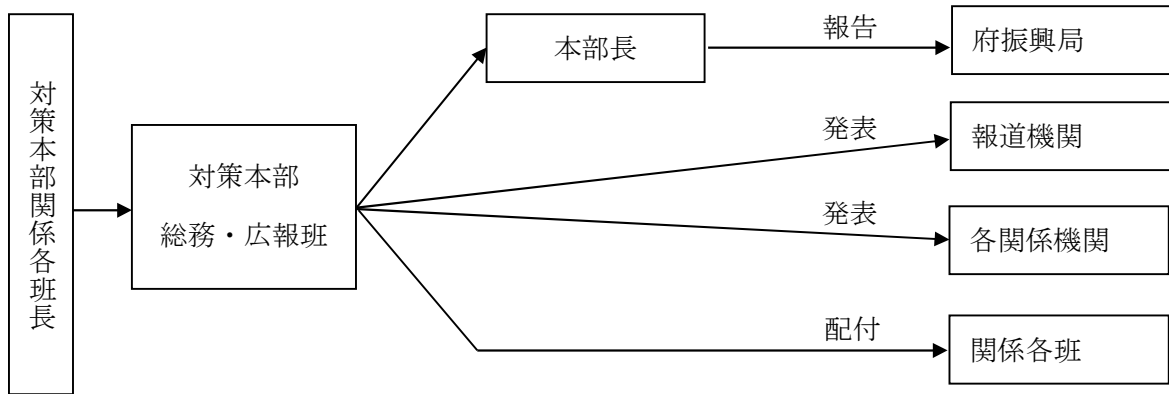 対策本部関係各班長
対策本部
総務・広報班
本部長
報告
府振興局
発表
報道機関
発表
各関係機関
配付
関係各班